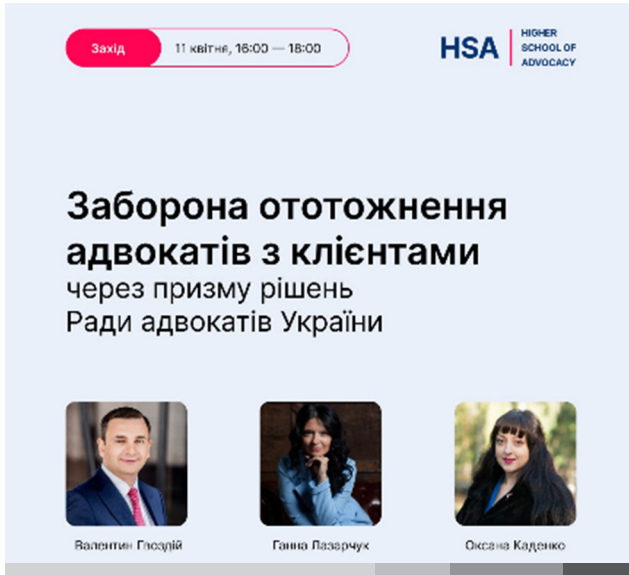 Захід
11 квітня, 16:00 — 18:00
HSA
HIGHER
SCHOOL OF
ADVOCACY
Заборона ототожнення
адвокатів з клієнтами
через призму рішень
Ради адвокатів України
Валентин Гвоздій
Ганна Лазарчук
Оксана Каденко